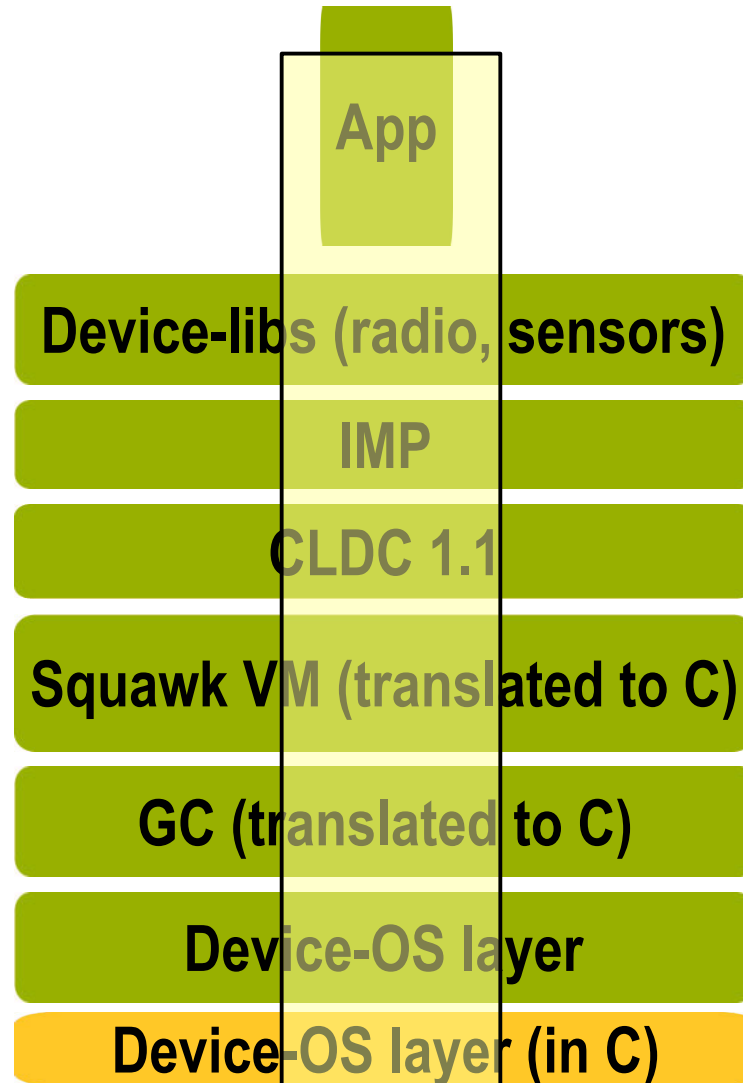 App
Device-libs (radio, sensors)
IMP
CLDC 1.1
Squawk VM (translated to C)
GC (translated to C)
Device-OS layer
Device-OS layer (in C)